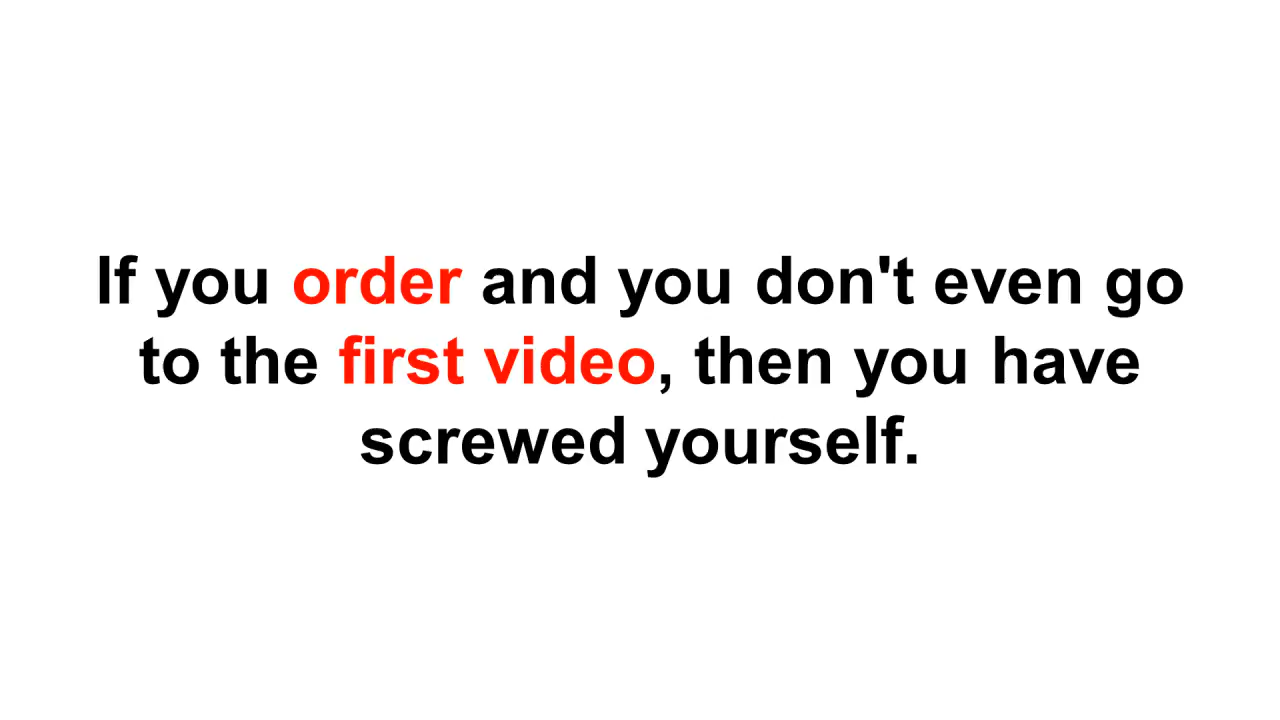 If you order and you don't even go
to the first video, then you have
screwed yourself.